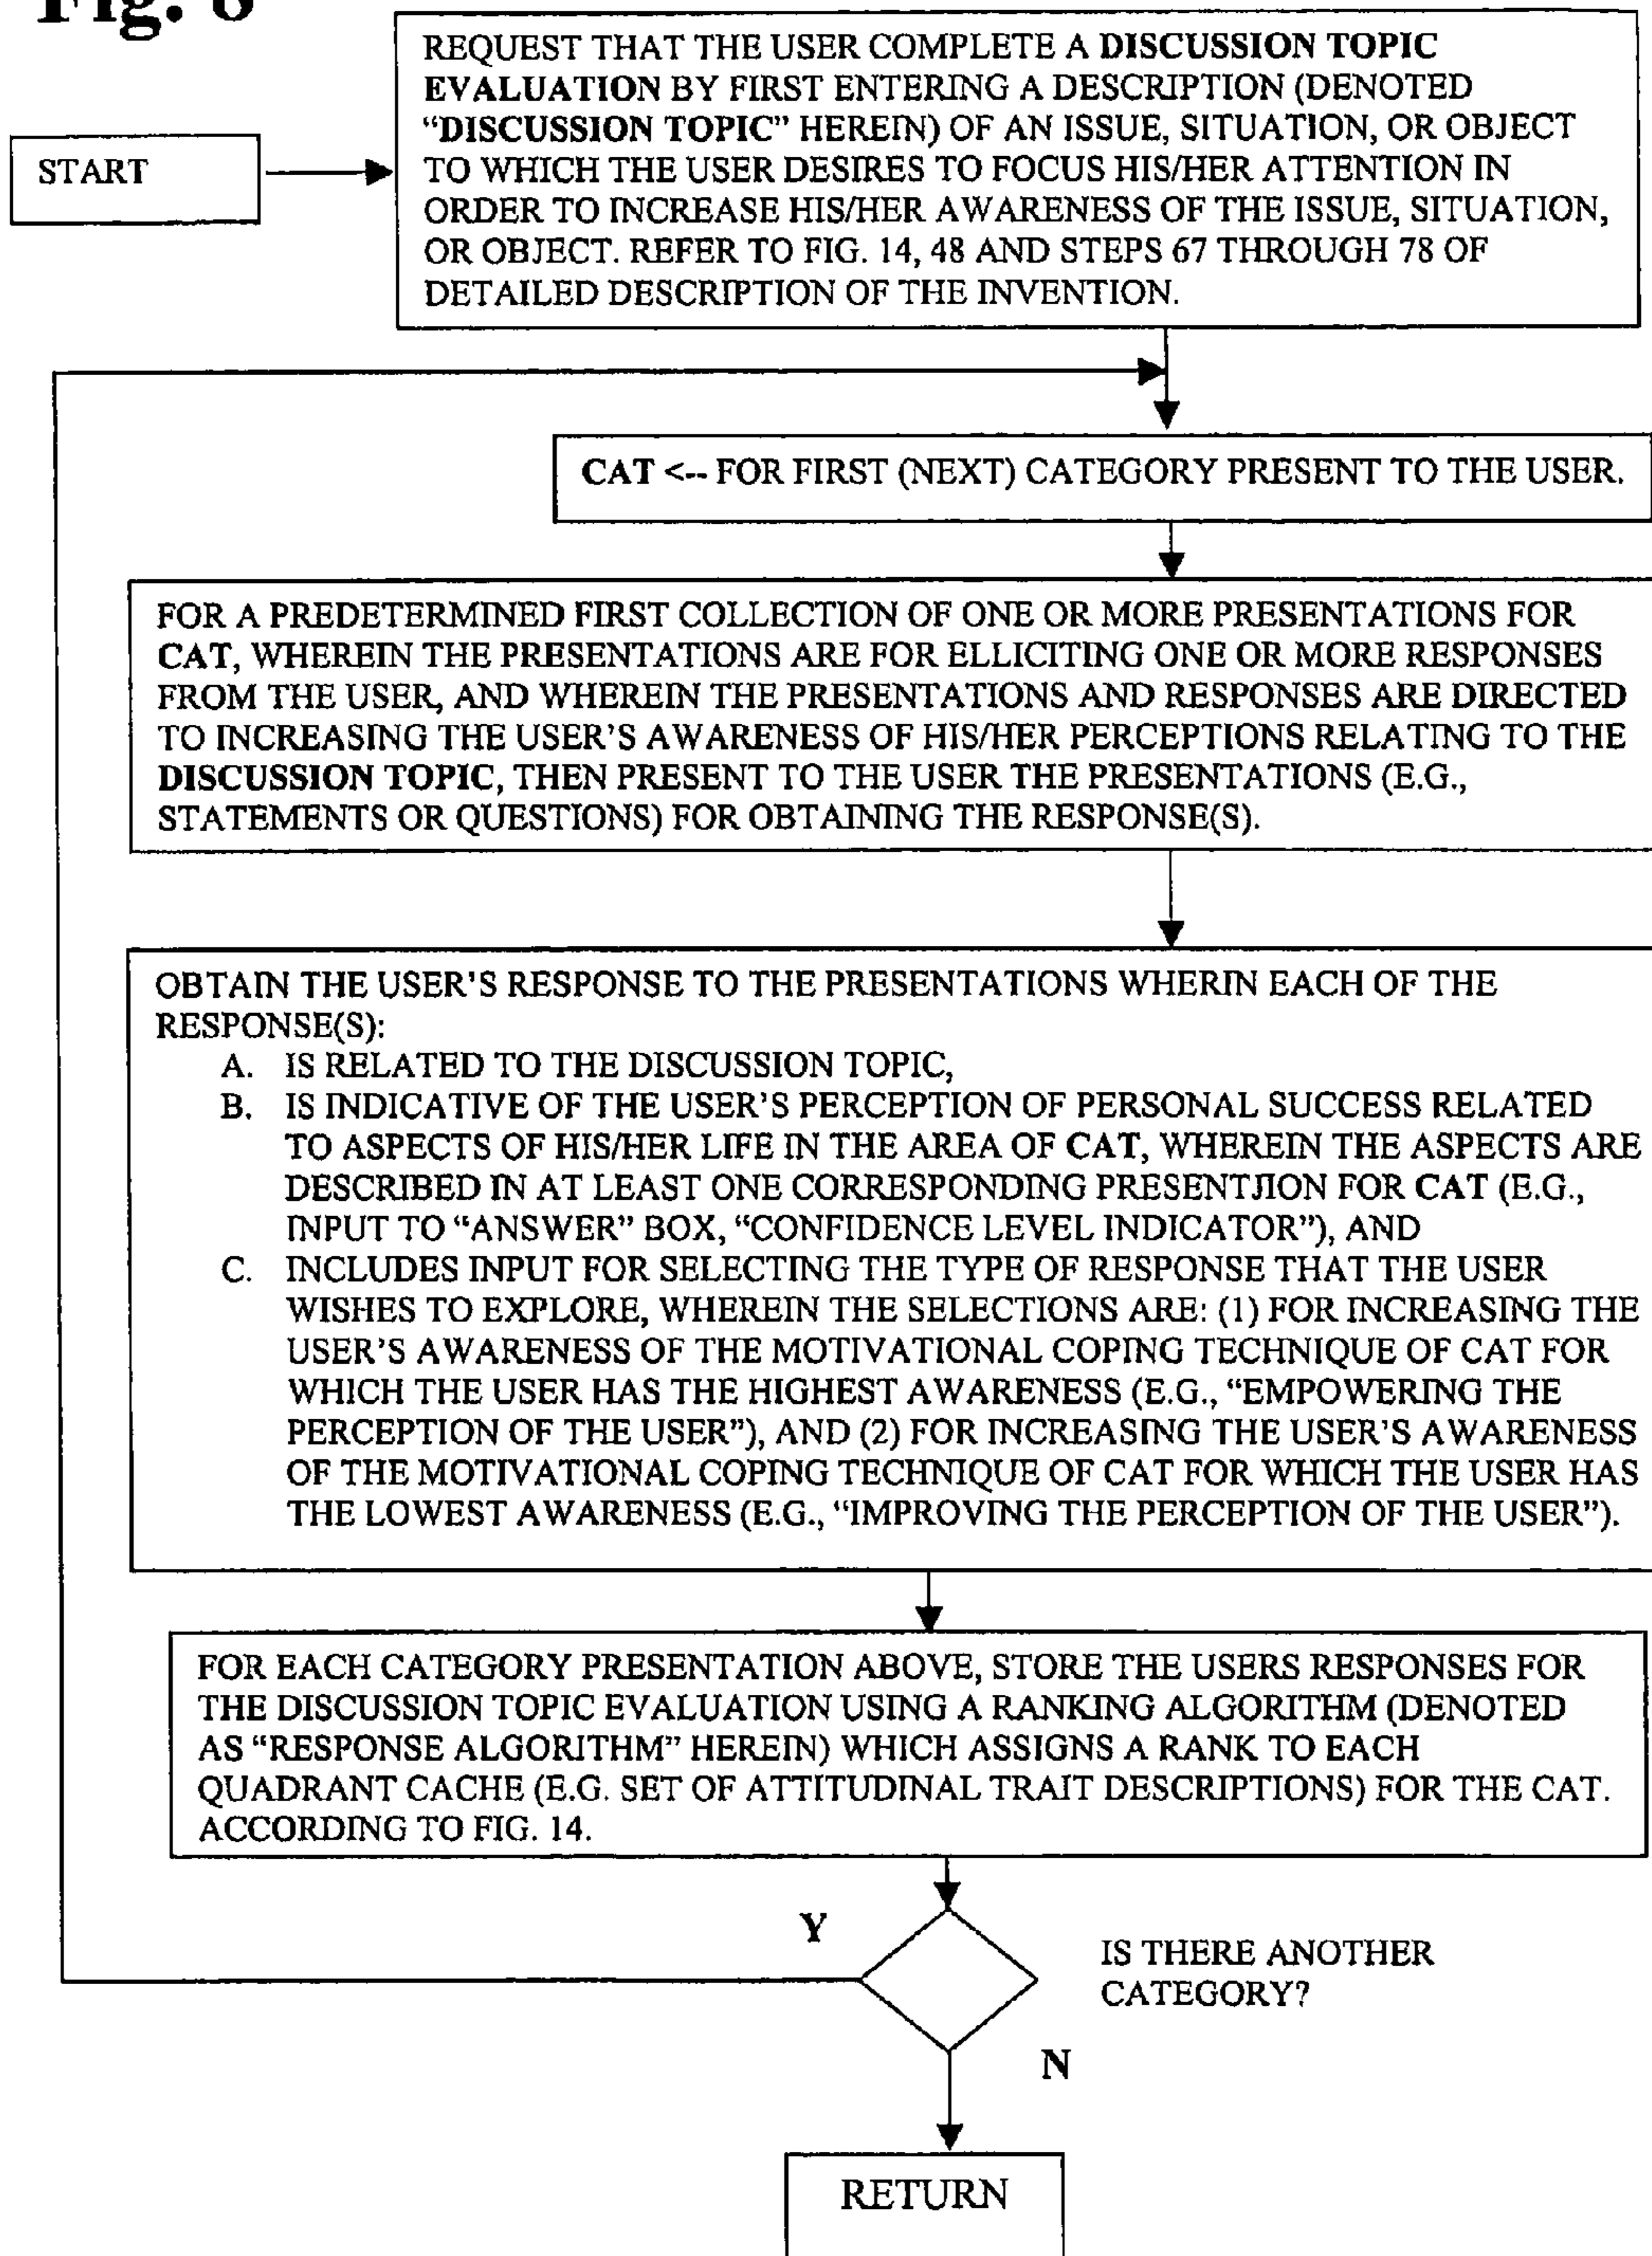 Fig.
START
REQUEST THAT THE USER COMPLETE A DISCUSSION TOPIC
EVALUATION BY FIRST ENTERING A DESCRIPTION (DENOTED
“DISCUSSION TOPIC” HEREIN) OF AN ISSUE, SITUATION, OR OBJECT
TO WHICH THE USER DESIRES TO FOCUS HIS/HER ATTENTION IN
ORDER TO INCREASE HIS/HER AWARENESS OF THE ISSUE, SITUATION,
OR OBJECT. REFER TO FIG. 14, 48 AND STEPS 67 THROUGH 78 OF
DETAILED DESCRIPTION OF THE INVENTION.
CAT <-- FOR FIRST (NEXT) CATEGORY PRESENT TO THE USER.
FOR A PREDETERMINED FIRST COLLECTION OF ONE OR MORE PRESENTATIONS FOR
CAT, WHEREIN THE PRESENTATIONS ARE FOR ELLICITING ONE OR MORE RESPONSES
FROM THE USER, AND WHEREIN THE PRESENTATIONS AND RESPONSES ARE DIRECTED
TO INCREASING THE USER'S AWARENESS OF HIS/HER PERCEPTIONS RELATING TO THE
DISCUSSION TOPIC, THEN PRESENT TO THE USER THE PRESENTATIONS (E.G.,
STATEMENTS OR QUESTIONS) FOR OBTAINING THE RESPONSE(S).
OBTAIN THE USER'S RESPONSE TO THE PRESENTATIONS WHERIN EACH OF THE
RESPONSE(S):
A. IS RELATED TO THE DISCUSSION TOPIC,
B. IS INDICATIVE OF THE USER'S PERCEPTION OF PERSONAL SUCCESS RELATED
TO ASPECTS OF HIS/HER LIFE IN THE AREA OF CAT, WHEREIN THE ASPECTS ARE
DESCRIBED IN AT LEAST ONE CORRESPONDING PRESENTJION FOR CAT (E.G.,
INPUT TO “ANSWER” BOX, “CONFIDENCE LEVEL INDICATOR”), AND
C. INCLUDES INPUT FOR SELECTING THE TYPE OF RESPONSE THAT THE USER
WISHES TO EXPLORE, WHEREIN THE SELECTIONS ARE: (1) FOR INCREASING THE
USER'S AWARENESS OF THE MOTIVATIONAL COPING TECHNIQUE OF CAT FOR
WHICH THE USER HAS THE HIGHEST AWARENESS (E.G., “EMPOWERING THE
PERCEPTION OF THE USER”), AND (2) FOR INCREASING THE USER'S AWARENESS
OF THE MOTIVATIONAL COPING TECHNIQUE OF CAT FOR WHICH THE USER HAS
THE LOWEST AWARENESS (E.G., “IMPROVING THE PERCEPTION OF THE USER”).
FOR EACH CATEGORY PRESENTATION ABOVE, STORE THE USERS RESPONSES FOR
THE DISCUSSION TOPIC EVALUATION USING A RANKING ALGORITHM (DENOTED
AS “RESPONSE ALGORITHM” HEREIN) WHICH ASSIGNS A RANK TO EACH
QUADRANT CACHE (E.G. SET OF ATTITUDINAL TRAIT DESCRIPTIONS) FOR THE CAT.
ACCORDING TO FIG. 14.
Y
IS THERE ANOTHER
CATEGORY?
N
RETURN